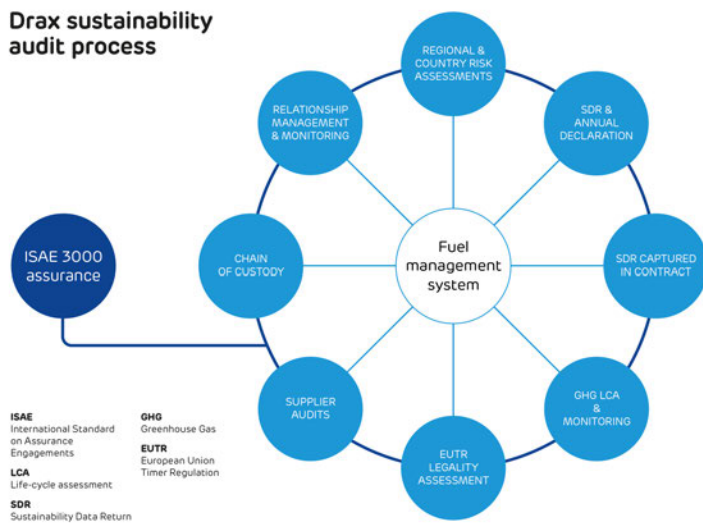 Drax sustainability
audit process
REGIONAL &
COUNTRY RISK
ASSESSMENTS
RELATIONSHIP
MANAGEMENT
& MONITORING
SDR &
ANNUAL
DECLARATION
ISAE 3000
assurance
CHAIN
OF CUSTODY
Fuel
management
system
SDR CAPTURED
IN CONTRACT
SUPPLIER
AUDITS
GHG LCA
&
MONITORING
EUTR
LEGALITY
ASSESSMENT
ISAE
International Standard
on Assurance
Engagements
LCA
Life-cycle assessment
SDR
Sustainability Data Return
GHG
Greenhouse Gas
EUTR
European Union
Timer Regulation